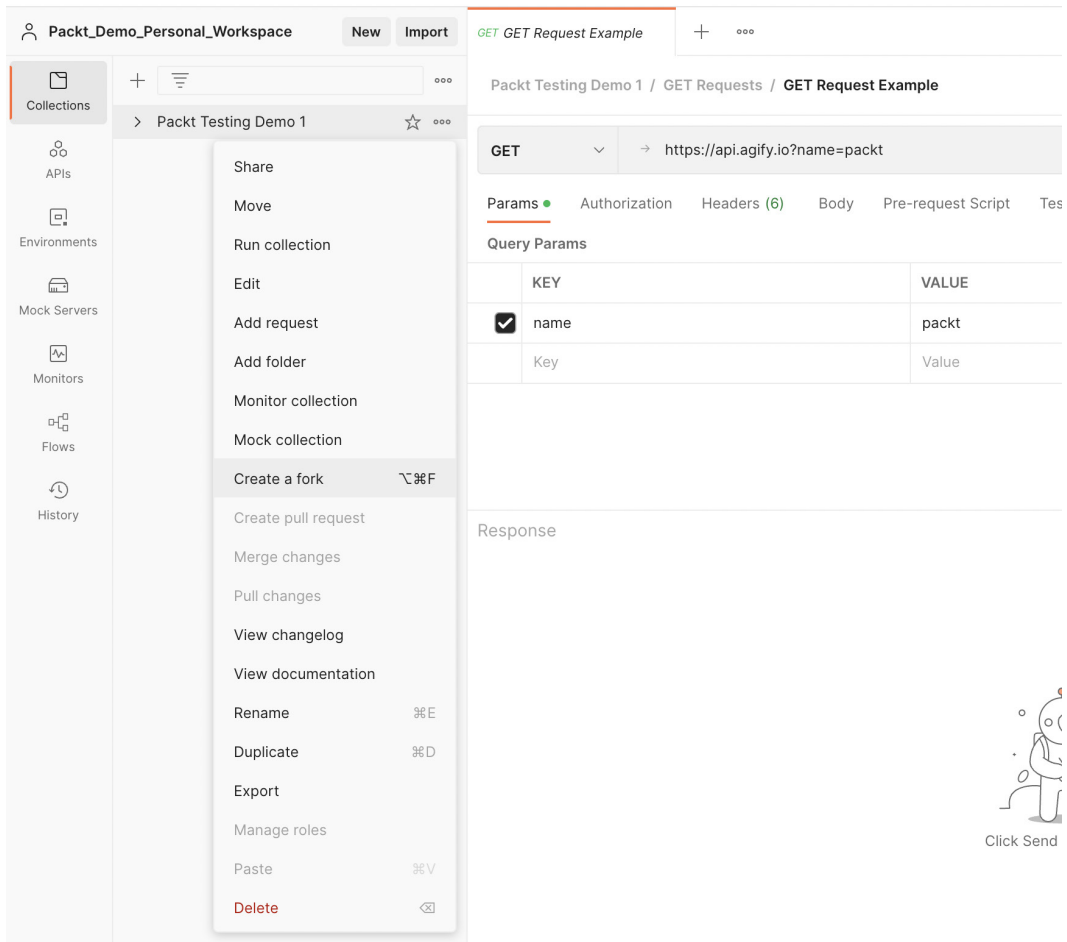 Packt_Demo_Personal_Workspace
New
Import
Collections
APIs
Environments
Mock Servers
Monitors
Flows
History
Packt Testing Demo 1
Share
Move
Run collection
Edit
Add request
Add folder
Monitor collection
Mock collection
Create a fork ⌥⌘F
Create pull request
Merge changes
Pull changes
View changelog
View documentation
Rename ⌘E
Duplicate ⌘D
Export
Manage roles
Paste ⌘V
Delete ⌫
GET GET Request Example
Packt Testing Demo 1 / GET Requests / GET Request Example
GET → https://api.agify.io?name=packt
Params Authorization Headers (6) Body Pre-request Script Tes
Query Params
KEY VALUE
name packt
Key Value
Response
Click Send